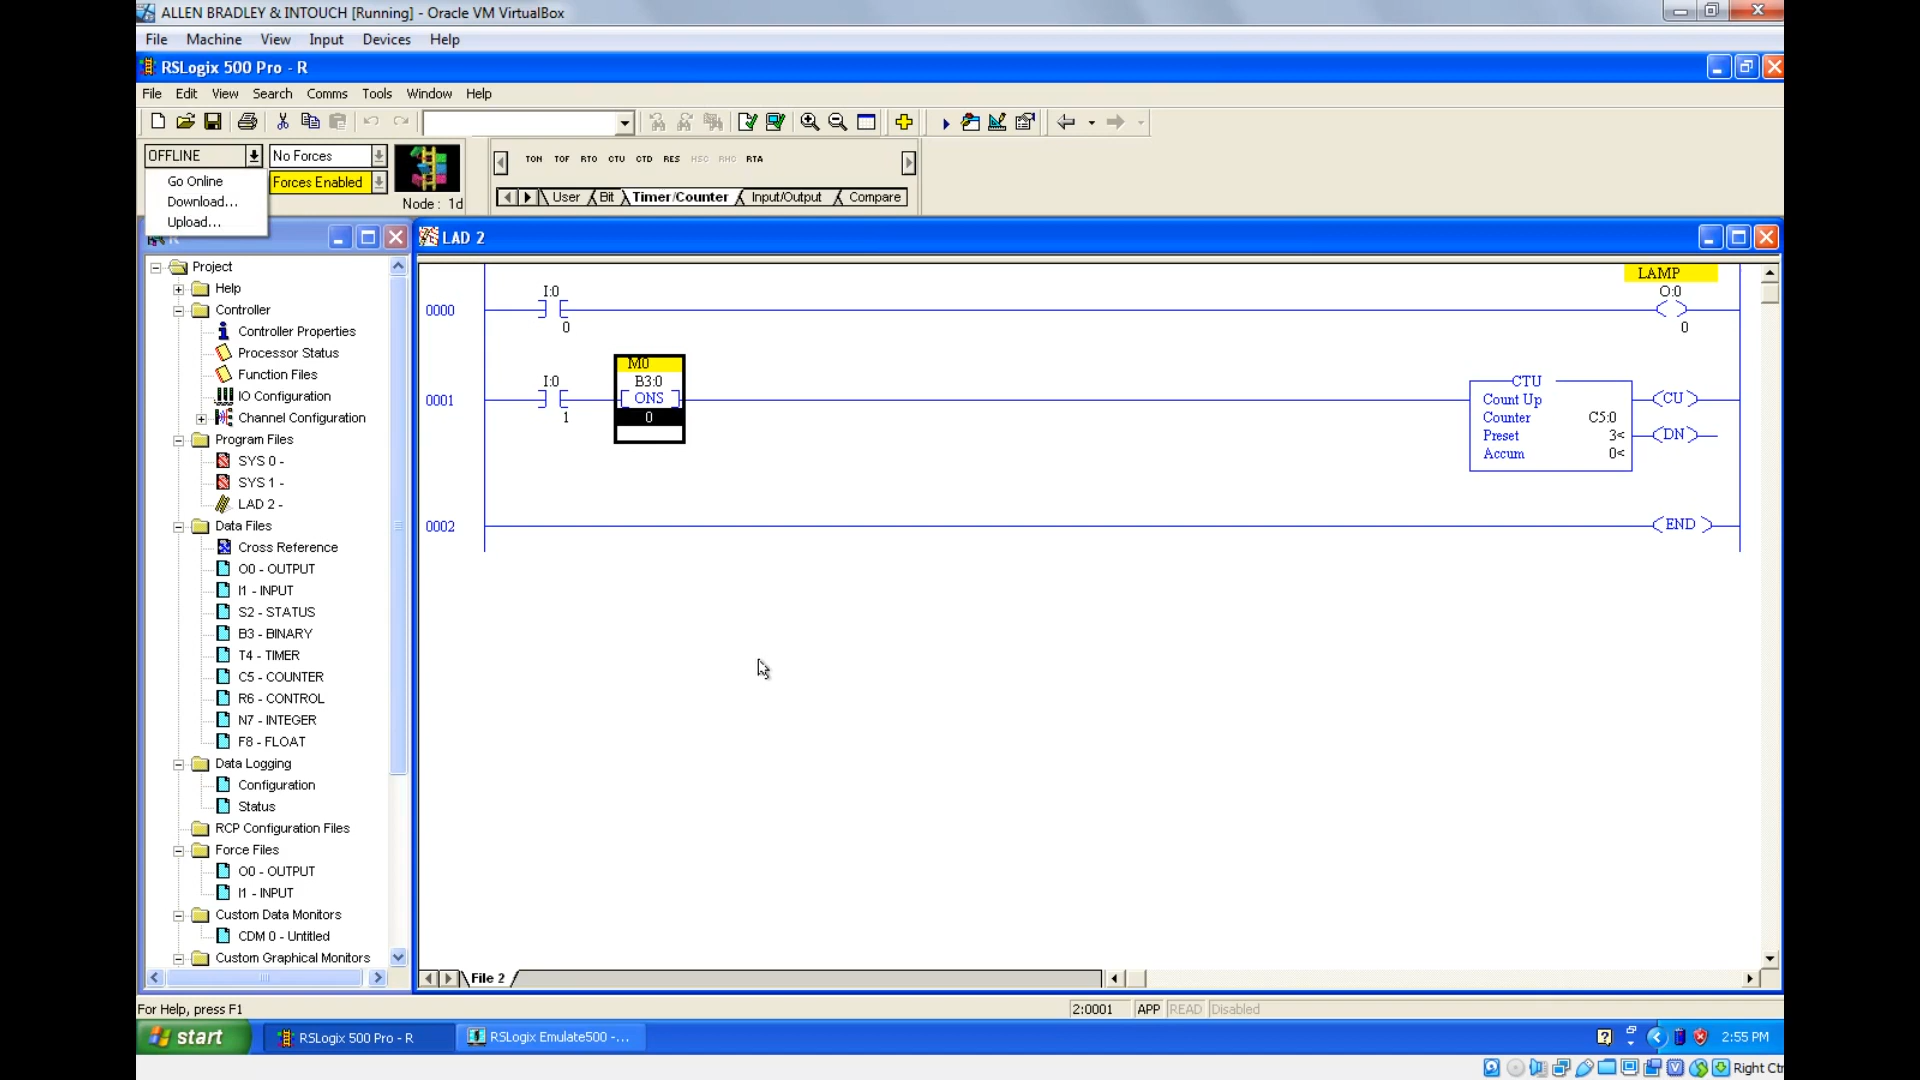 ALLEN BRADLEY & INTOUCH [Running] - Oracle VM VirtualBox
File Machine View Input Devices Help
RSLogix 500 Pro - R
File Edit View Search Comms Tools Window Help
OFFLINE No Forces
TON TOF RTO CTU CTD RES HSC RHC RTA
Go Online
Forces Enabled
Download...
Upload...
Node : 1d
User Bit Timer/Counter Input/Output Compare
LAD 2
Project
Help
Controller
Controller Properties
Processor Status
Function Files
IO Configuration
Channel Configuration
Program Files
SYS 0 -
SYS 1 -
LAD 2 -
Data Files
Cross Reference
O0 - OUTPUT
I1 - INPUT
S2 - STATUS
B3 - BINARY
T4 - TIMER
C5 - COUNTER
R6 - CONTROL
N7 - INTEGER
F8 - FLOAT
Data Logging
Configuration
Status
RCP Configuration Files
Force Files
O0 - OUTPUT
I1 - INPUT
Custom Data Monitors
CDM 0 - Untitled
Custom Graphical Monitors
LAMP
I:0 O:0
0000
0 0
M0
I:0 B3:0 CTU
0001 ONS Count Up CU
1 0 Counter C5:0
Preset 3< DN
Accum 0<
0002 END
File 2
For Help, press F1
2:0001 APP READ Disabled
start RSLogix 500 Pro - R RSLogix Emulate500 -... 2:55 PM
Right Ctr